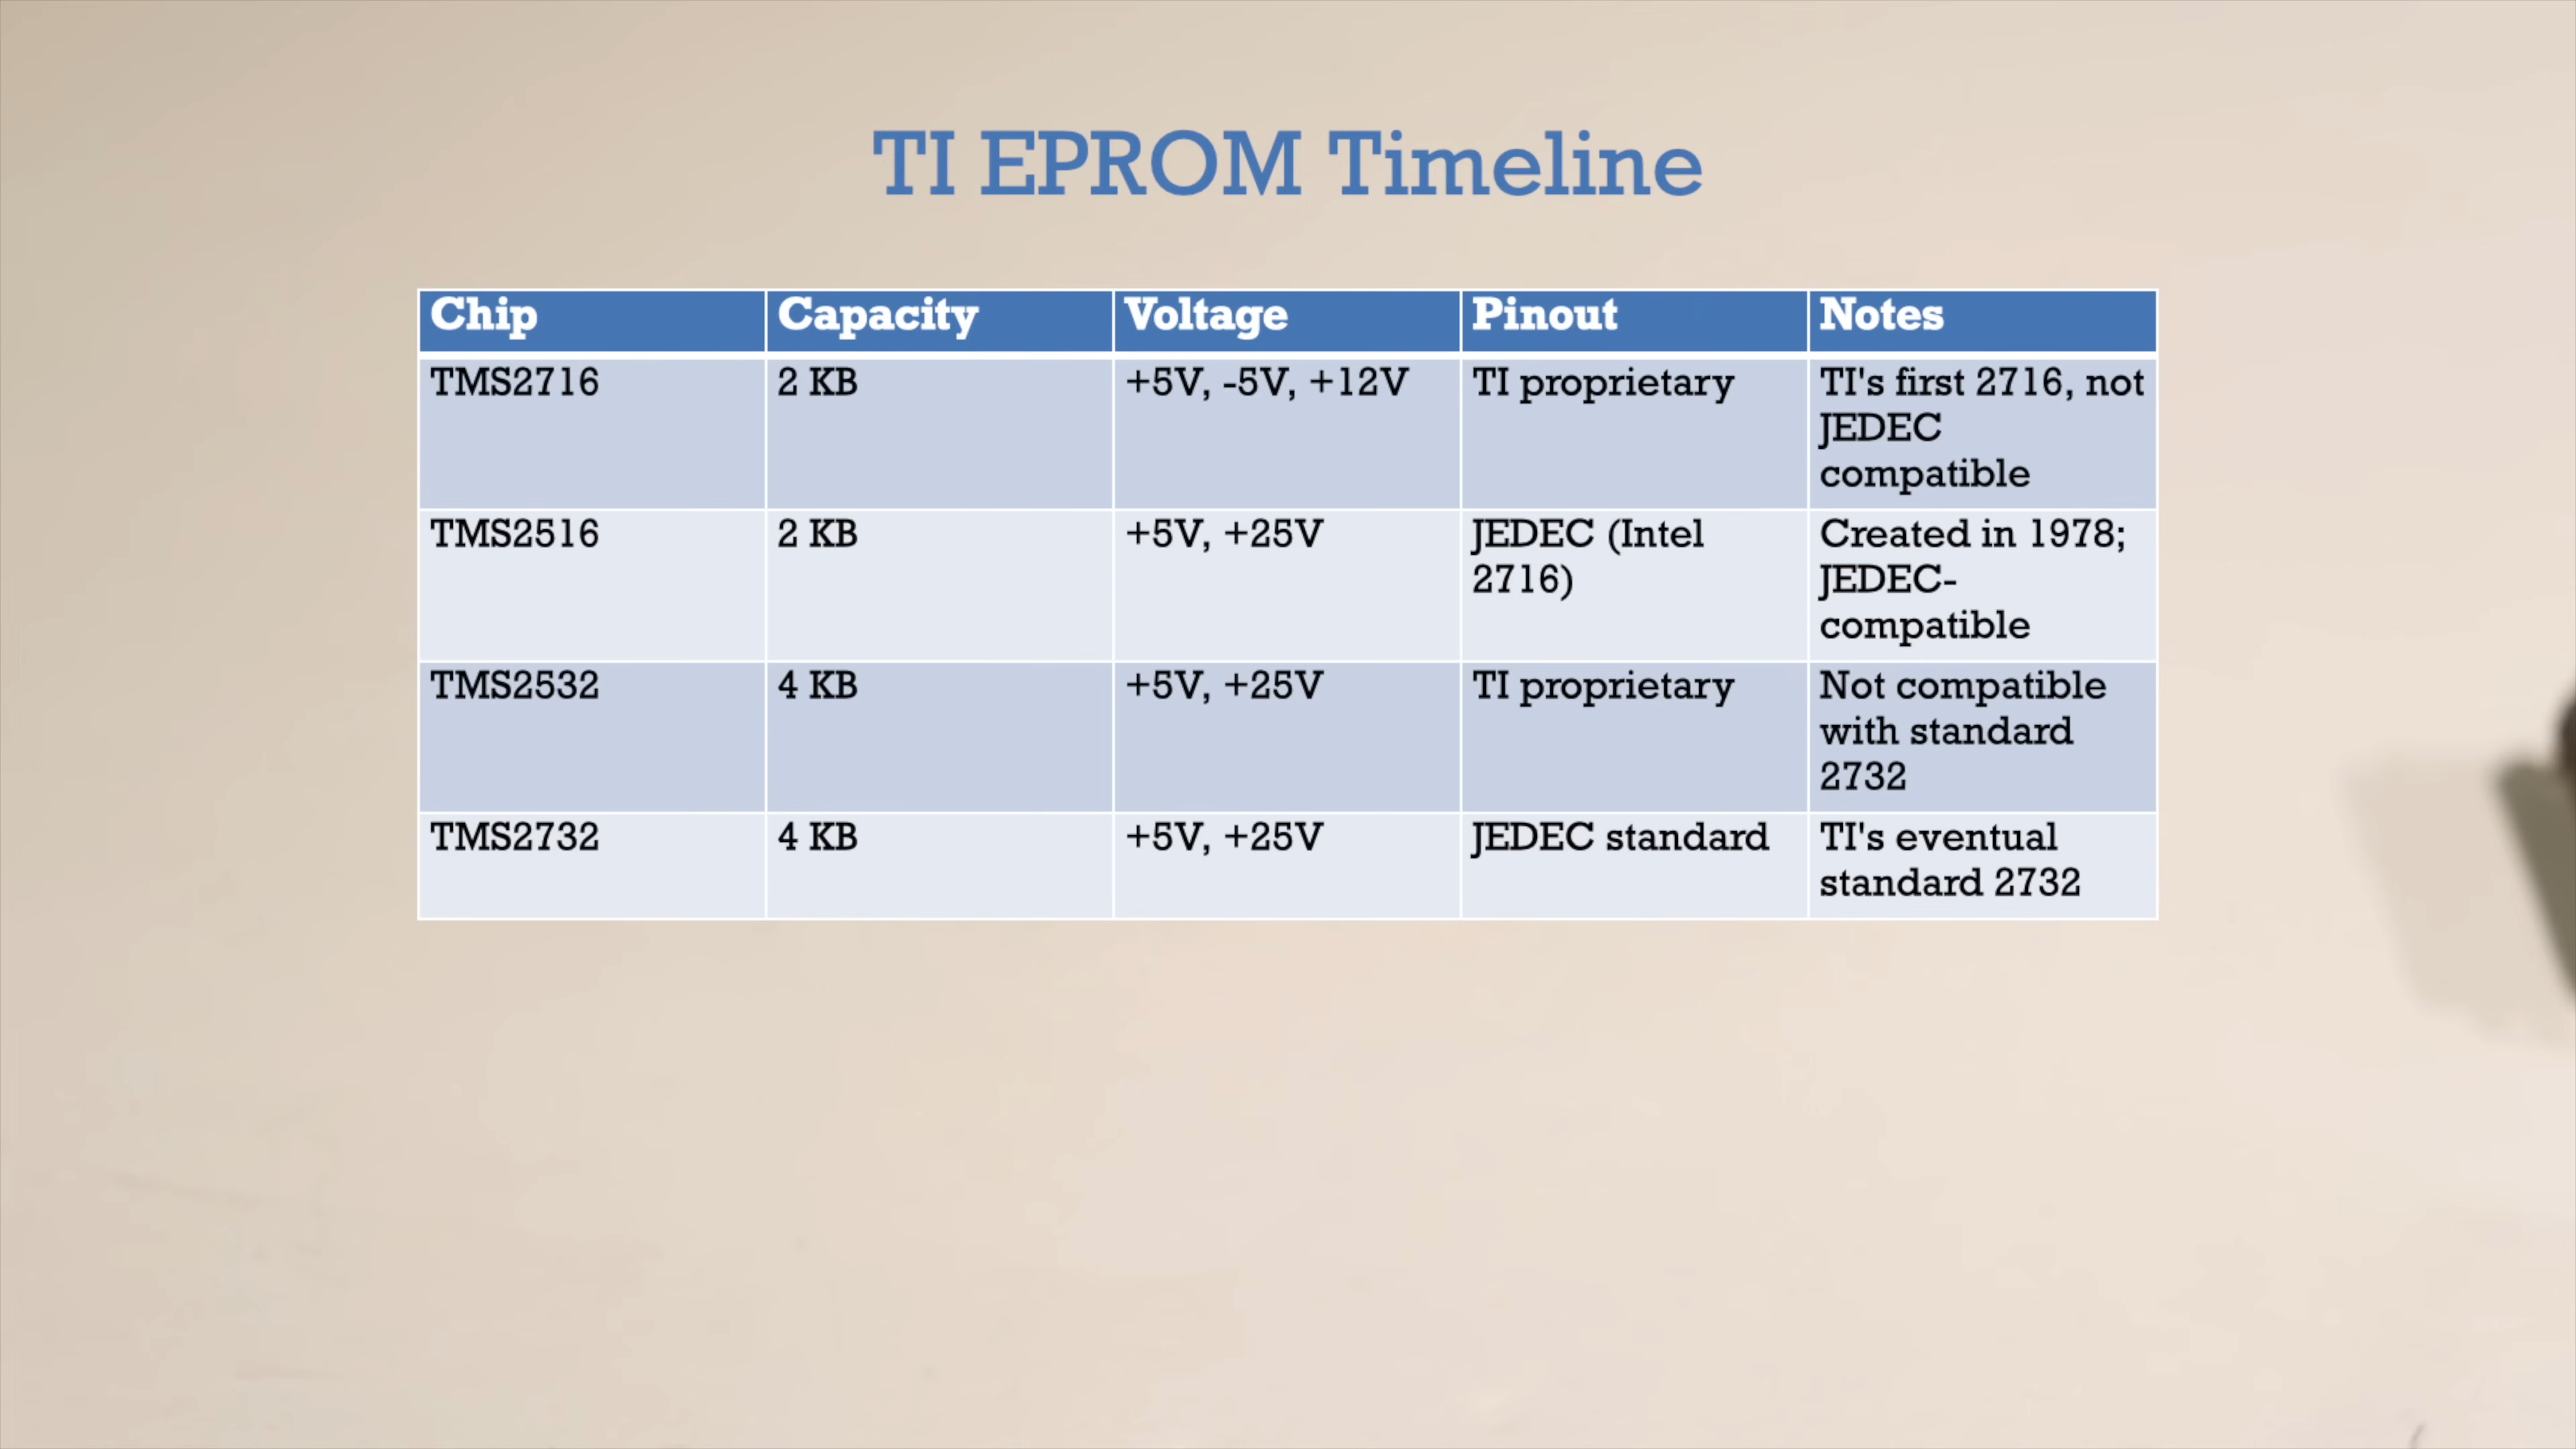 TI EPROM Timeline
Chip Capacity Voltage Pinout Notes
TMS2716 2 KB +5V, -5V, +12V TI proprietary TI's first 2716, not
JEDEC
compatible
TMS2516 2 KB +5V, +25V JEDEC (Intel Created in 1978;
2716) JEDEC-
compatible
TMS2532 4 KB +5V, +25V TI proprietary Not compatible
with standard
2732
TMS2732 4 KB +5V, +25V JEDEC standard TI's eventual
standard 2732